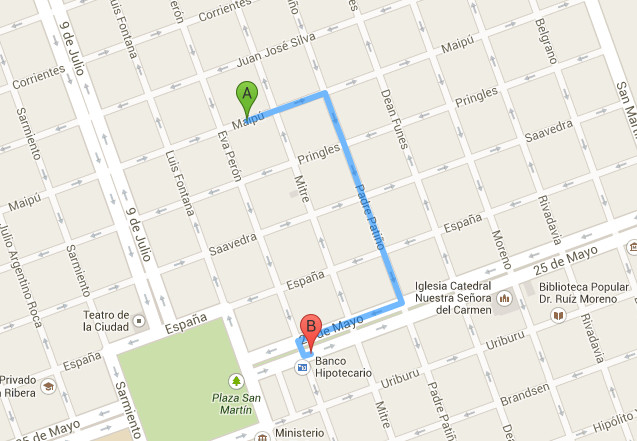 Sarmiento
9 de Julio
Luis Fontana
Corrientes
Juan José Silva
Maipú
Belgrano
San Mar
Corrientes
A
Maipú
Eva Perón
Dean Funes
Pringles
Saavedra
Sarmiento
Luis Fontana
Pringles
Mitre
Padre Patiño
Maipú
9 de Julio
Saavedra
España
Moreno
Rivadavia
Julio Argentino Roca
Sarmiento
España
25 de Mayo
Iglesia Catedral
Nuestra Señora
del Carmen
Biblioteca Popular
Dr. Ruiz Moreno
Teatro de
la Ciudad
España
B
de Mayo
Uriburu
Rivadavia
España
Banco
Hipotecario
Privado
Ribera
Sarmiento
Plaza San
Martín
Uriburu
Brandsen
Mitre
Padre Patiño
25 de Mayo
Ministerio
Hipólito